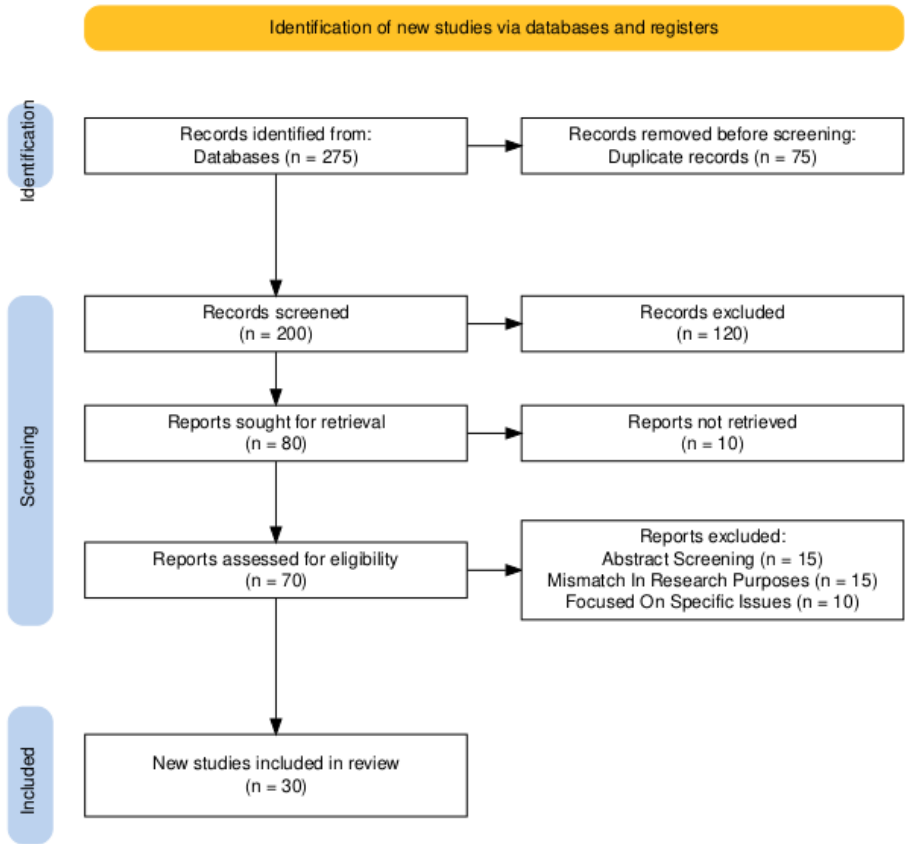 Identification of new studies via databases and registers
Identification
Records identified from:
Databases (n = 275)
Records removed before screening:
Duplicate records (n = 75)
Screening
Records screened
(n = 200)
Records excluded
(n = 120)
Reports sought for retrieval
(n = 80)
Reports not retrieved
(n = 10)
Reports assessed for eligibility
(n = 70)
Reports excluded:
Abstract Screening (n = 15)
Mismatch In Research Purposes (n = 15)
Focused On Specific Issues (n = 10)
Included
New studies included in review
(n = 30)